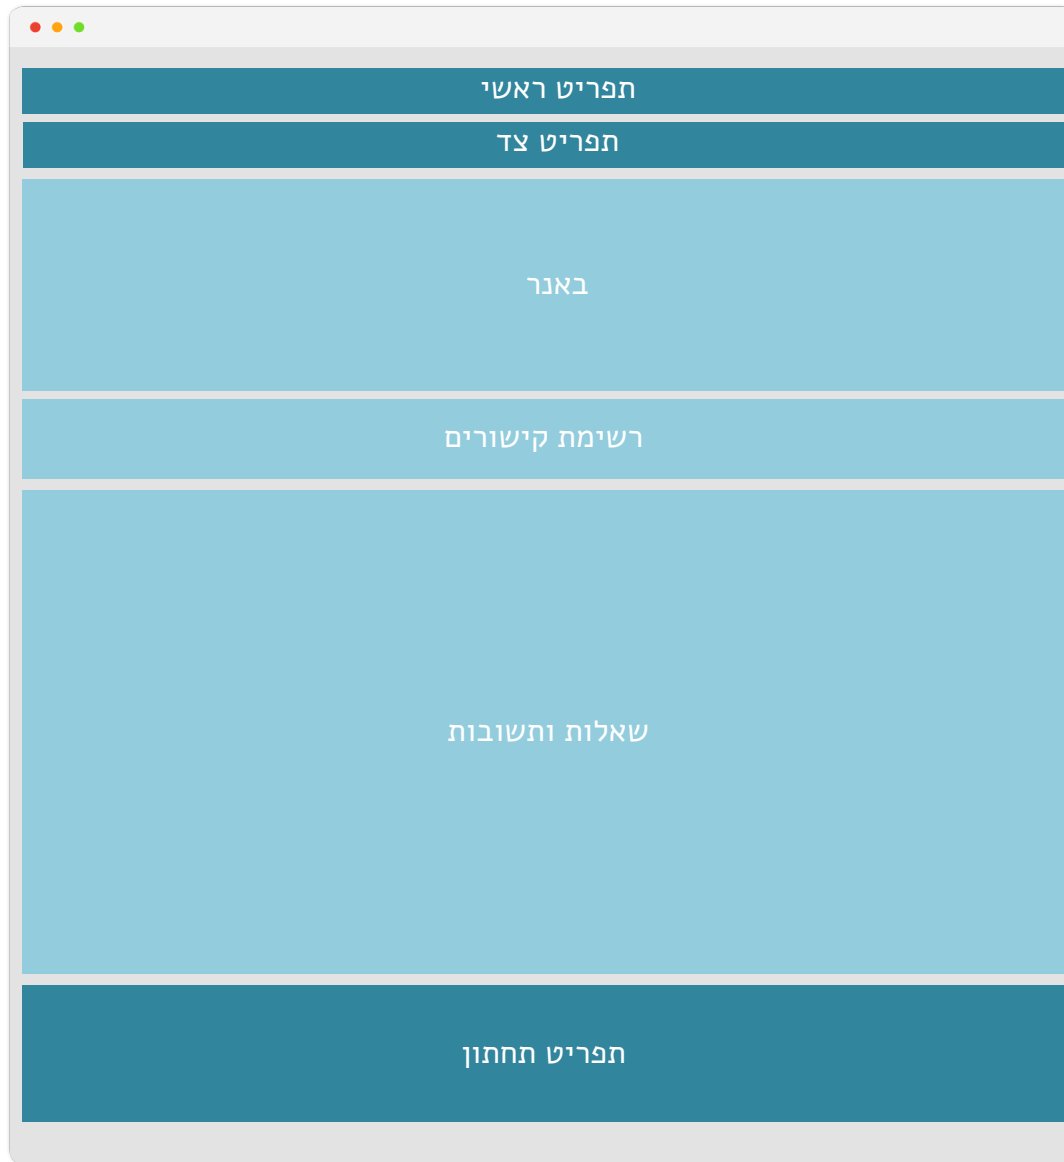 תפריט ראשי
תפריט צד
באנר
רשימת קישורים
שאלות ותשובות
תפריט תחתון